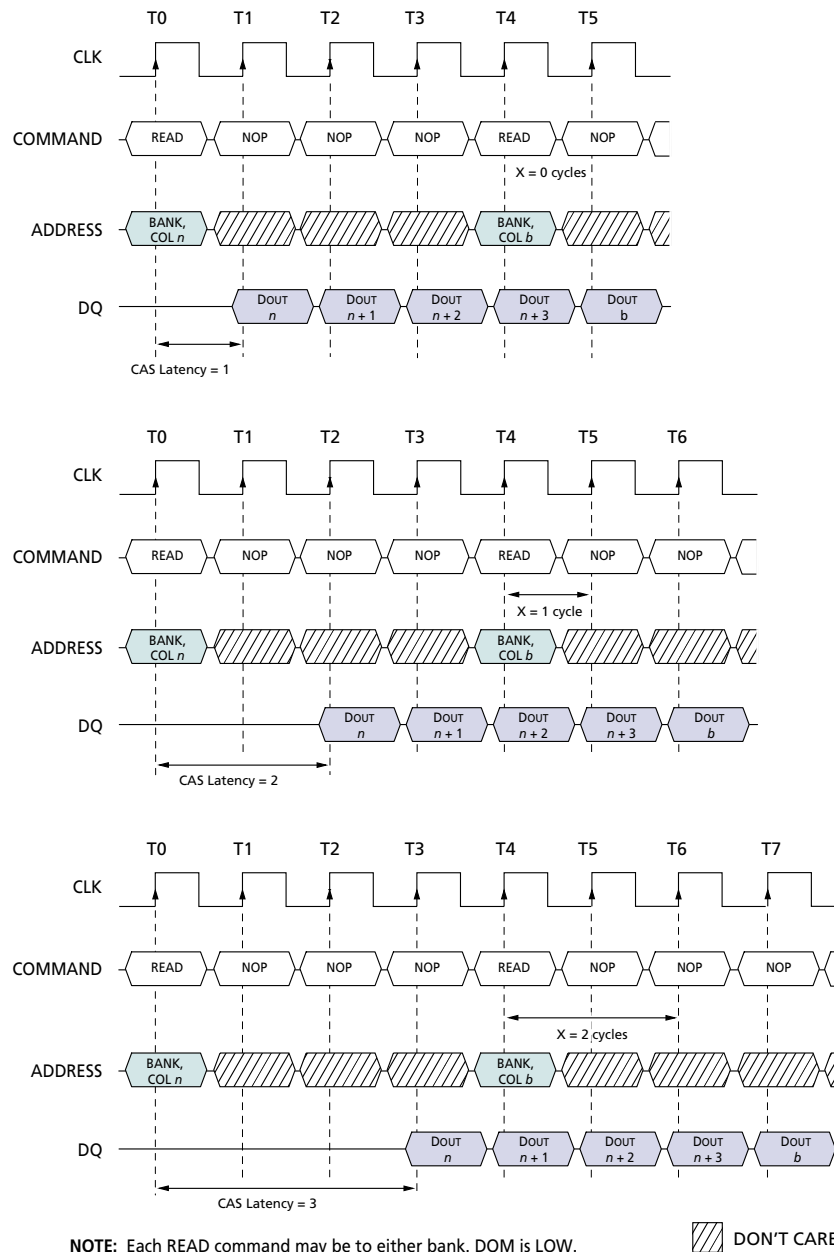 T0 T1 T2 T3 T4 T5
CLK
COMMAND READ NOP NOP NOP READ NOP
X = 0 cycles
ADDRESS BANK, COL n BANK, COL b
DQ DOUT n DOUT n + 1 DOUT n + 2 DOUT n + 3 DOUT b
CAS Latency = 1
T0 T1 T2 T3 T4 T5 T6
CLK
COMMAND READ NOP NOP NOP READ NOP NOP
X = 1 cycle
ADDRESS BANK, COL n BANK, COL b
DQ DOUT n DOUT n + 1 DOUT n + 2 DOUT n + 3 DOUT b
CAS Latency = 2
T0 T1 T2 T3 T4 T5 T6 T7
CLK
COMMAND READ NOP NOP NOP READ NOP NOP NOP
X = 2 cycles
ADDRESS BANK, COL n BANK, COL b
DQ DOUT n DOUT n + 1 DOUT n + 2 DOUT n + 3 DOUT b
CAS Latency = 3
NOTE: Each READ command may be to either bank. DQM is LOW.
DON'T CARE